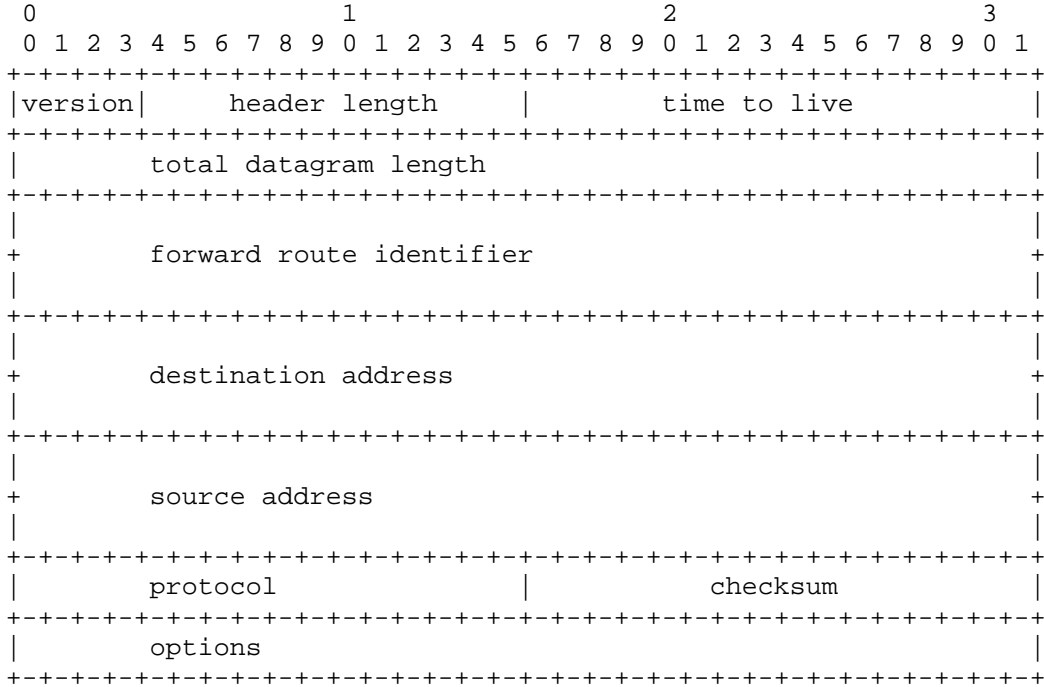 0                   1                   2                   3
0 1 2 3 4 5 6 7 8 9 0 1 2 3 4 5 6 7 8 9 0 1 2 3 4 5 6 7 8 9 0 1
+-+-+-+-+-+-+-+-+-+-+-+-+-+-+-+-+-+-+-+-+-+-+-+-+-+-+-+-+-+-+-+-+
|version|     header length     |        time to live           |
+-+-+-+-+-+-+-+-+-+-+-+-+-+-+-+-+-+-+-+-+-+-+-+-+-+-+-+-+-+-+-+-+
|        total datagram length                                  |
+-+-+-+-+-+-+-+-+-+-+-+-+-+-+-+-+-+-+-+-+-+-+-+-+-+-+-+-+-+-+-+-+
|                                                               |
+        forward route identifier                               +
|                                                               |
+-+-+-+-+-+-+-+-+-+-+-+-+-+-+-+-+-+-+-+-+-+-+-+-+-+-+-+-+-+-+-+-+
|                                                               |
+        destination address                                    +
|                                                               |
+-+-+-+-+-+-+-+-+-+-+-+-+-+-+-+-+-+-+-+-+-+-+-+-+-+-+-+-+-+-+-+-+
|                                                               |
+        source address                                         +
|                                                               |
+-+-+-+-+-+-+-+-+-+-+-+-+-+-+-+-+-+-+-+-+-+-+-+-+-+-+-+-+-+-+-+-+
|        protocol               |           checksum            |
+-+-+-+-+-+-+-+-+-+-+-+-+-+-+-+-+-+-+-+-+-+-+-+-+-+-+-+-+-+-+-+-+
|        options                                                |
+-+-+-+-+-+-+-+-+-+-+-+-+-+-+-+-+-+-+-+-+-+-+-+-+-+-+-+-+-+-+-+-+